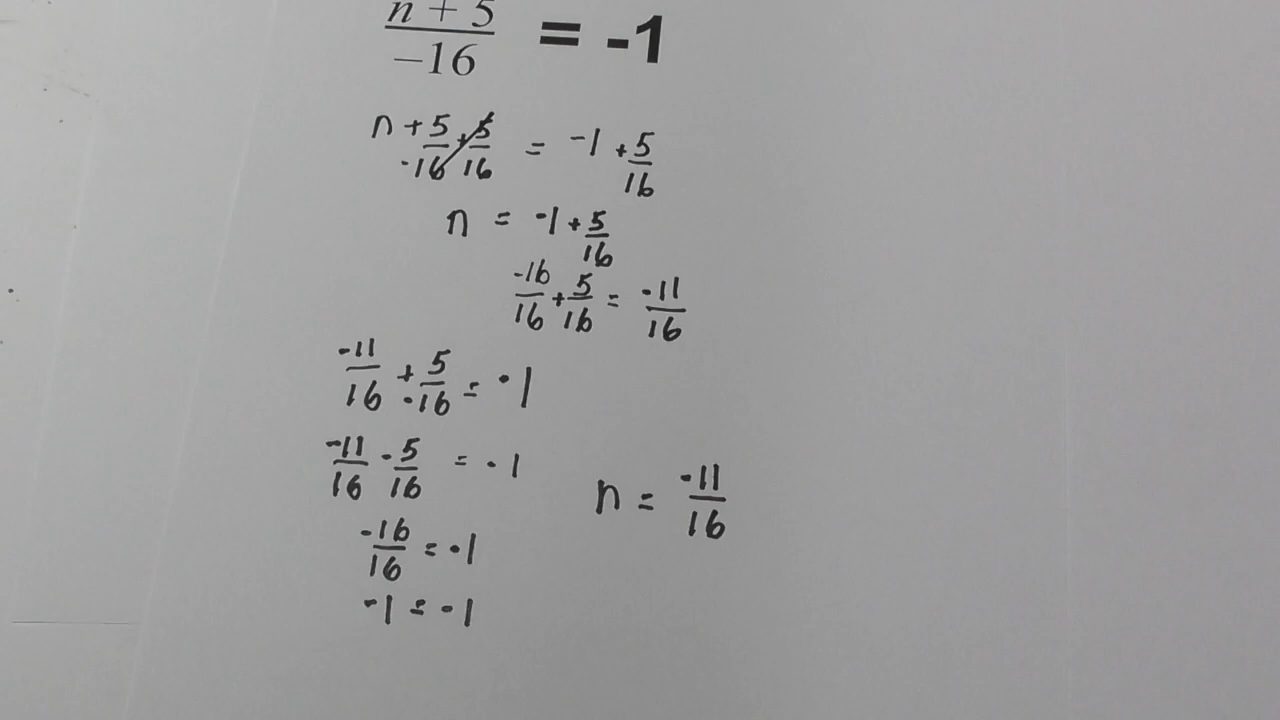 n + 5 / -16 = -1
n + 5/-16 + 5/16 = -1 + 5/16
n = -1 + 5/16
-16/16 + 5/16 = -11/16
-11/16 + 5/-16 = -1
-11/16 - 5/16 = -1
n = -11/16
-16/16 = -1
-1 = -1